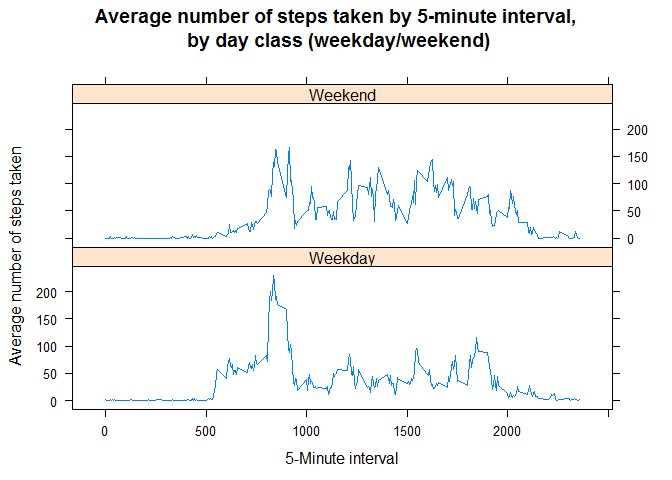 Average number of steps taken by 5-minute interval,
by day class (weekday/weekend)
Weekend
200
150
100
50
0
Weekday
200
150
100
50
0
0 500 1000 1500 2000
5-Minute interval
Average number of steps taken